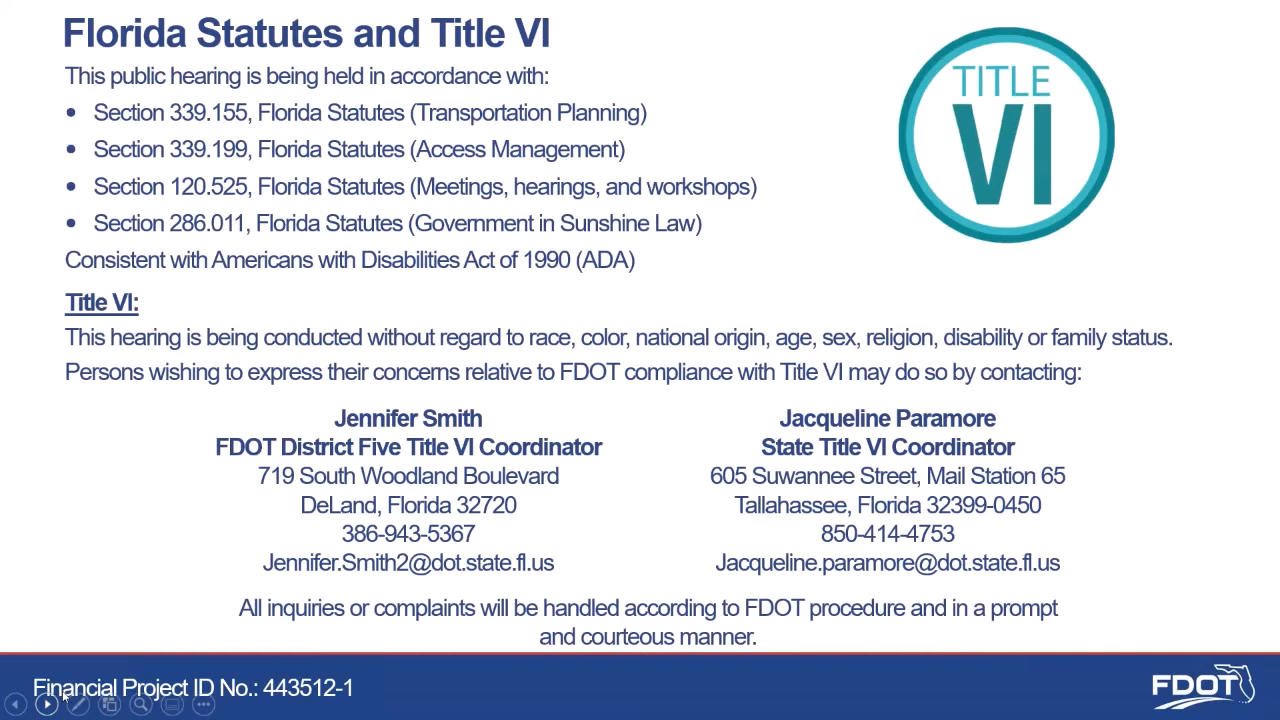 Florida Statutes and Title VI
This public hearing is being held in accordance with:
• Section 339.155, Florida Statutes (Transportation Planning)
• Section 339.199, Florida Statutes (Access Management)
• Section 120.525, Florida Statutes (Meetings, hearings, and workshops)
• Section 286.011, Florida Statutes (Government in Sunshine Law)
Consistent with Americans with Disabilities Act of 1990 (ADA)
TITLE
VI
Title VI:
This hearing is being conducted without regard to race, color, national origin, age, sex, religion, disability or family status.
Persons wishing to express their concerns relative to FDOT compliance with Title VI may do so by contacting:
Jennifer Smith
FDOT District Five Title VI Coordinator
719 South Woodland Boulevard
DeLand, Florida 32720
386-943-5367
Jennifer.Smith2@dot.state.fl.us
Jacqueline Paramore
State Title VI Coordinator
605 Suwannee Street, Mail Station 65
Tallahassee, Florida 32399-0450
850-414-4753
Jacqueline.paramore@dot.state.fl.us
All inquiries or complaints will be handled according to FDOT procedure and in a prompt
and courteous manner.
Financial Project ID No.: 443512-1
FDOT